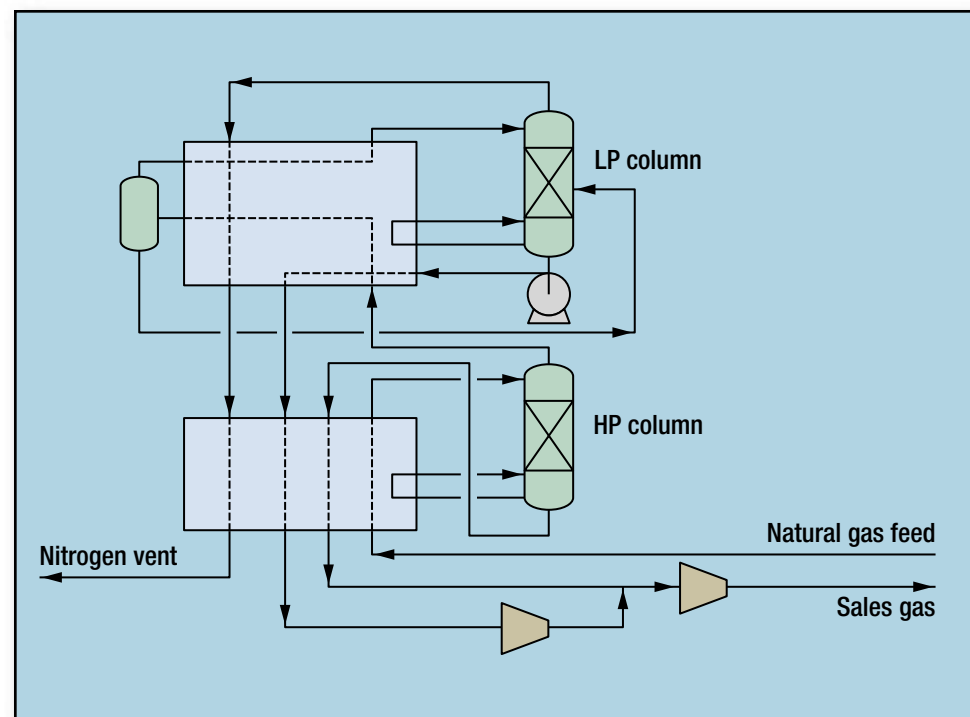 LP column
HP column
Natural gas feed
Nitrogen vent
Sales gas